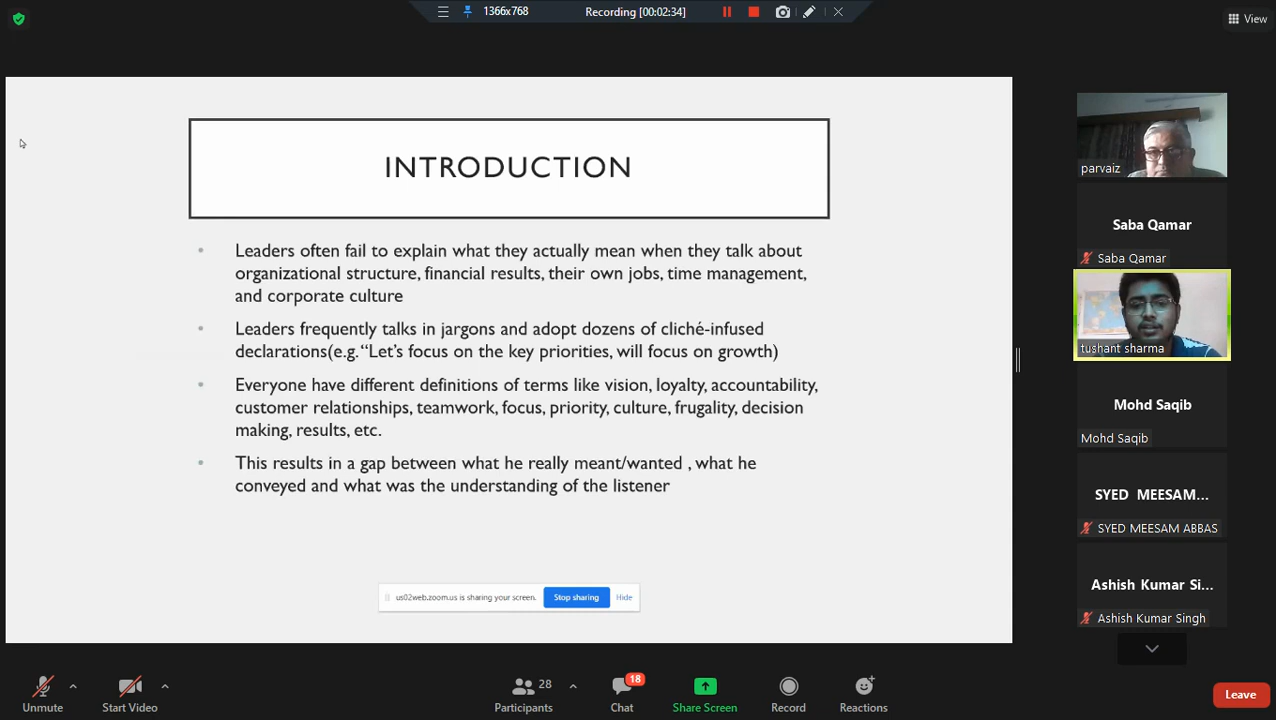 1366x768
Recording [00:02:34]
View
INTRODUCTION
• Leaders often fail to explain what they actually mean when they talk about
organizational structure, financial results, their own jobs, time management,
and corporate culture
• Leaders frequently talks in jargons and adopt dozens of cliché-infused
declarations(e.g. “Let’s focus on the key priorities, will focus on growth)
• Everyone have different definitions of terms like vision, loyalty, accountability,
customer relationships, teamwork, focus, priority, culture, frugality, decision
making, results, etc.
• This results in a gap between what he really meant/wanted , what he
conveyed and what was the understanding of the listener
us02web.zoom.us is sharing your screen.
Stop sharing
Hide
parvaiz
Saba Qamar
Saba Qamar
tushant sharma
Mohd Saqib
Mohd Saqib
SYED MEESAM...
SYED MEESAM ABBAS
Ashish Kumar Si...
Ashish Kumar Singh
Unmute
Start Video
28
Participants
18
Chat
Share Screen
Record
Reactions
Leave